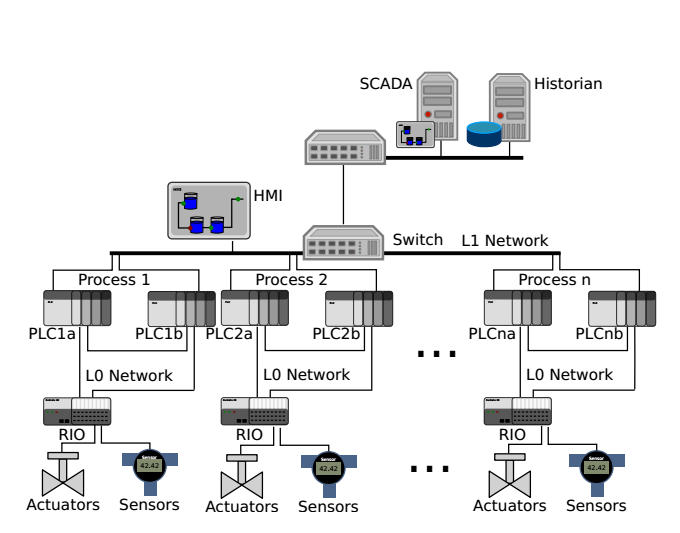 SCADA
Historian
HMI
Switch
L1 Network
Process 1
Process 2
Process n
PLC1a
PLC1b
PLC2a
PLC2b
PLCna
PLCnb
...
L0 Network
L0 Network
L0 Network
RIO
RIO
RIO
Sensor
42.42
Sensor
42.42
Sensor
42.42
...
Actuators
Sensors
Actuators
Sensors
Actuators
Sensors